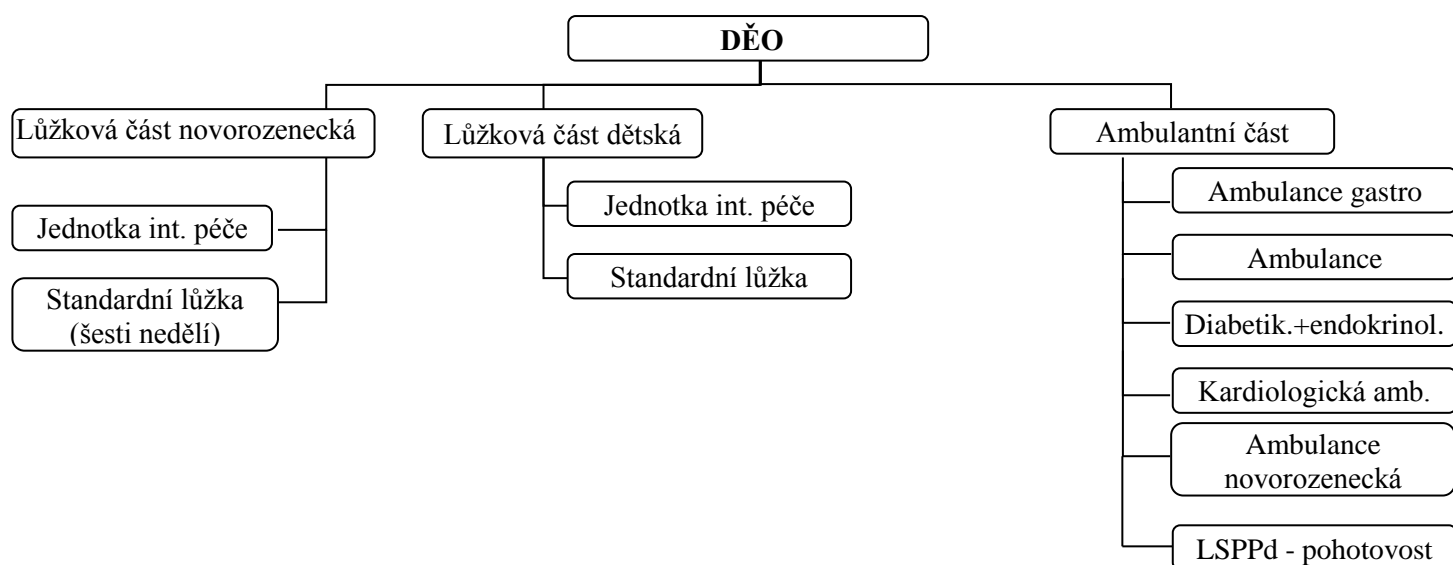 DĚO
Lůžková část novorozenecká
Lůžková část dětská
Ambulantní část
Jednotka int. péče
Standardní lůžka
(šesti nedělí)
Jednotka int. péče
Standardní lůžka
Ambulance gastro
Ambulance
Diabetik.+endokrinol.
Kardiologická amb.
Ambulance
novorozenecká
LSPPd - pohotovost